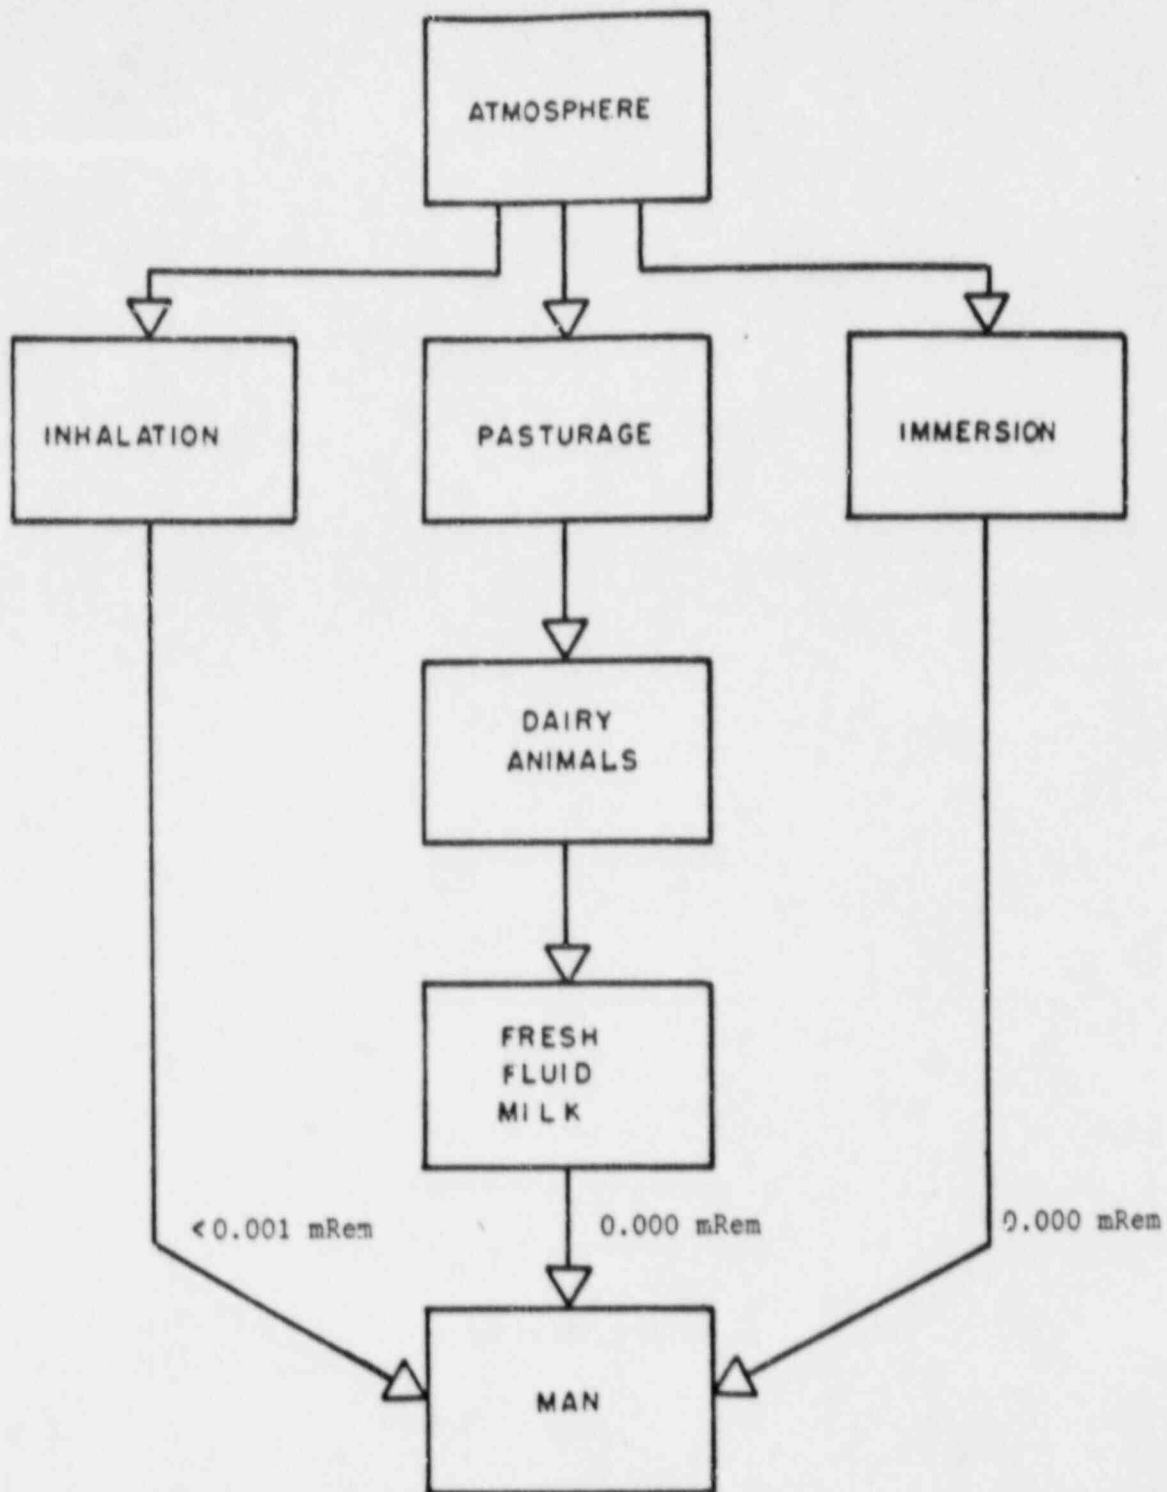 ATMOSPHERE
INHALATION
PASTURAGE
IMMERSION
DAIRY
ANIMALS
FRESH
FLUID
MILK
<0.001 mRem
0.000 mRem
0.000 mRem
MAN